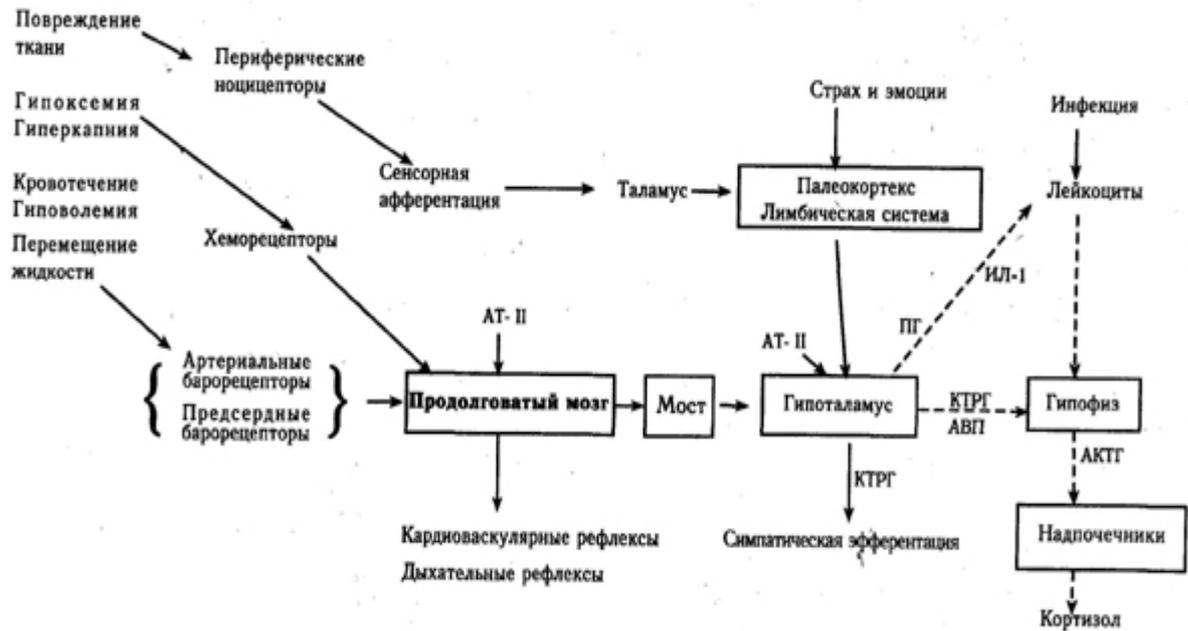 Повреждение
ткани
Периферические
ноцицепторы
Страх и эмоции
Инфекция
Гипоксемия
Гиперкапния
Сенсорная
афферентация
Таламус
Палеокортекс
Лимбическая система
Лейкоциты
Кровотечение
Гиповолемия
Перемещение
жидкости
Хеморецепторы
ИЛ-1
ПГ
АТ- II
АТ- II
Артериальные
барорецепторы
Предсердные
барорецепторы
Продолговатый мозг
Мост
Гипоталамус
КТРГ
АВП
Гипофиз
АКТГ
КТРГ
Кардиоваскулярные рефлексы
Дыхательные рефлексы
Симпатическая эфферентация
Надпочечники
Кортизол